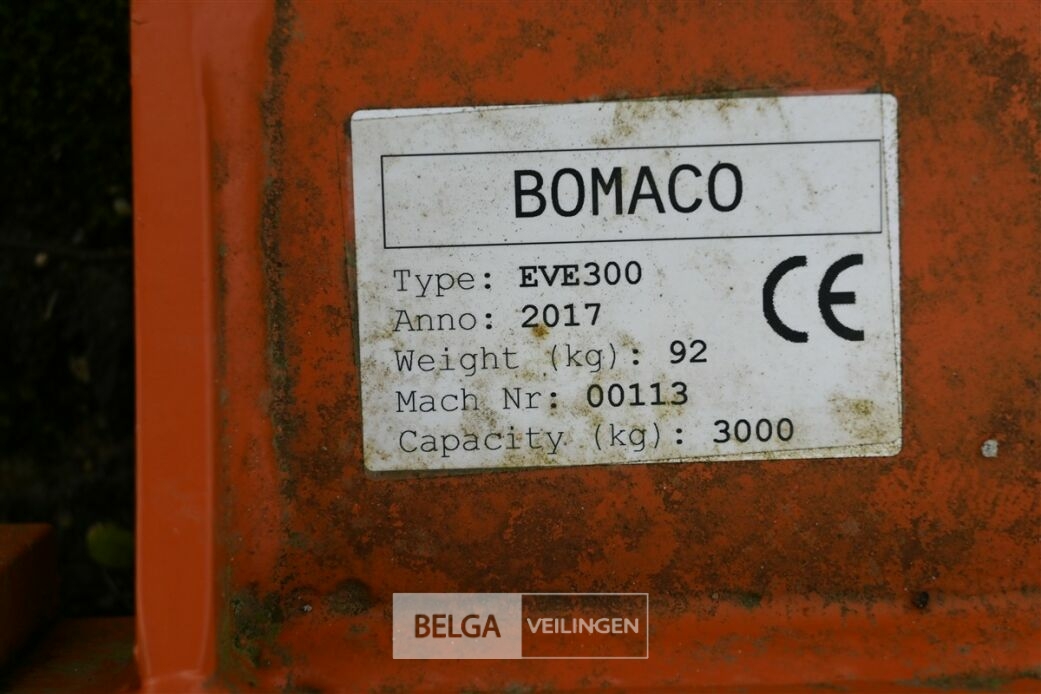 BOMACO
Type: EVE300
Anno: 2017
Weight (kg): 92
Mach Nr: 00113
Capacity (kg): 3000
CE
BELGA VEILINGEN